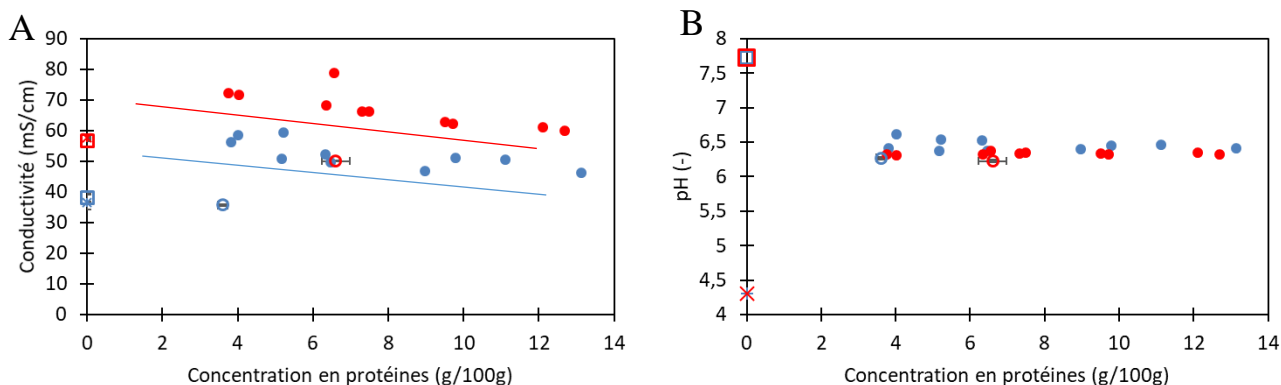 A
Conductivité (mS/cm)
90
80
70
60
50
40
30
20
10
0
0 2 4 6 8 10 12 14
Concentration en protéines (g/100g)
B
pH (-)
8
7,5
7
6,5
6
5,5
5
4,5
4
0 2 4 6 8 10 12 14
Concentration en protéines (g/100g)